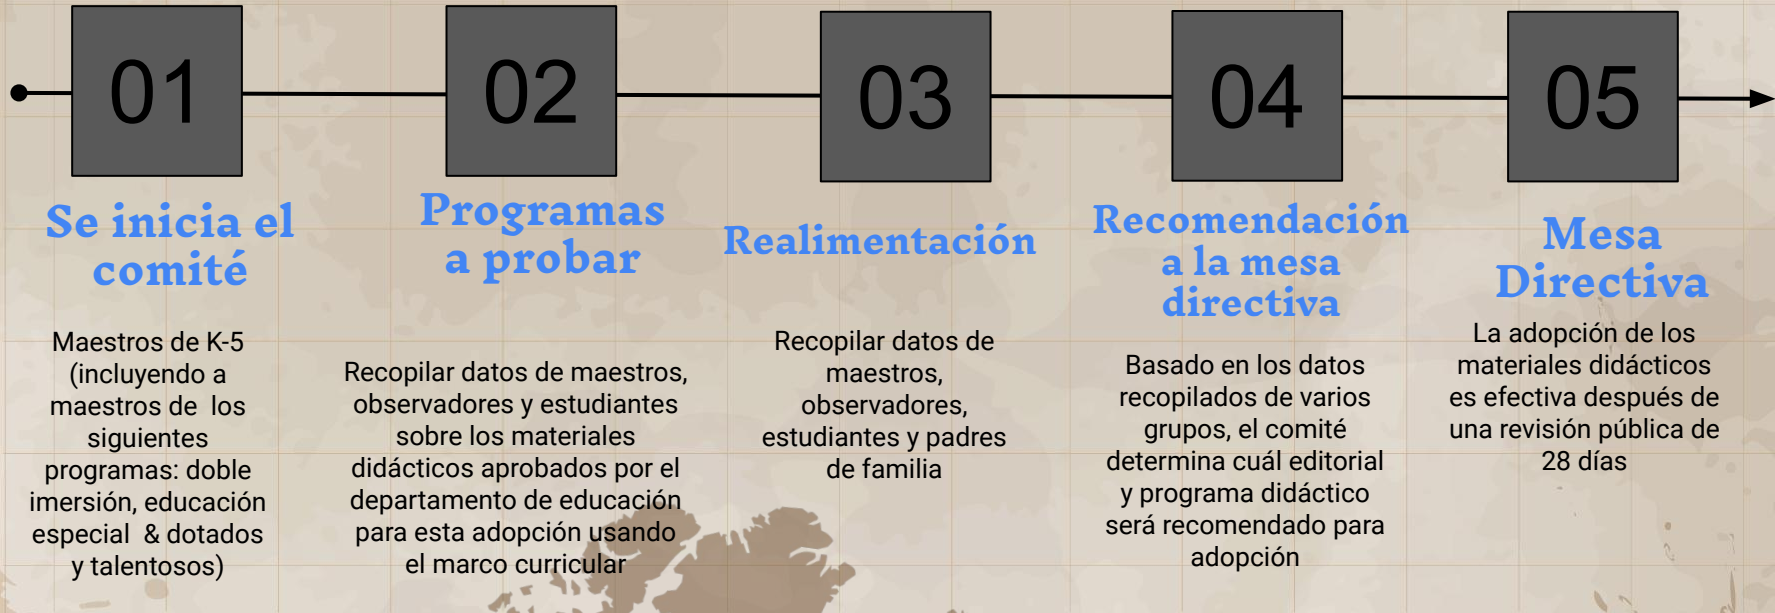 01
Se inicia el
comité
Maestros de K-5
(incluyendo a
maestros de los
siguientes
programas: doble
imersión, educación
especial & dotados
y talentosos)
02
Programas
a probar
Recopilar datos de maestros,
observadores y estudiantes
sobre los materiales
didácticos aprobados por el
departamento de educación
para esta adopción usando
el marco curricular
03
Realimentación
Recopilar datos de
maestros,
observadores,
estudiantes y padres
de familia
04
Recomendación
a la mesa
directiva
Basado en los datos
recopilados de varios
grupos, el comité
determina cuál editorial
y programa didáctico
será recomendado para
adopción
05
Mesa
Directiva
La adopción de los
materiales didácticos
es efectiva después de
una revisión pública de
28 días